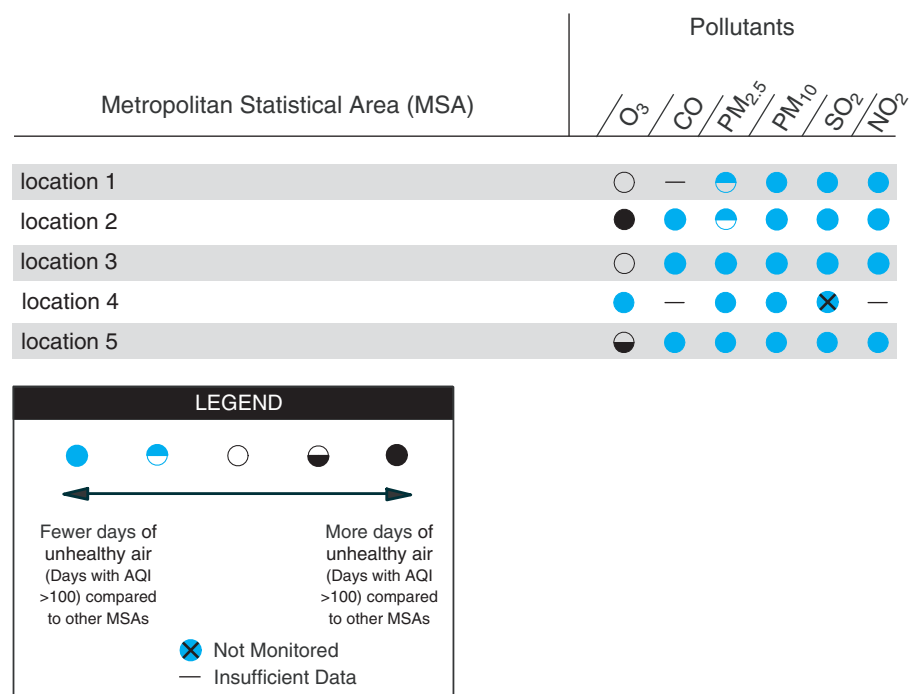 Pollutants
Metropolitan Statistical Area (MSA)
O₃ CO PM₂.₅ PM₁₀ SO₂ NO₂
location 1
location 2
location 3
location 4
location 5
LEGEND
Fewer days of
unhealthy air
(Days with AQI
>100) compared
to other MSAs
More days of
unhealthy air
(Days with AQI
>100) compared
to other MSAs
Not Monitored
— Insufficient Data